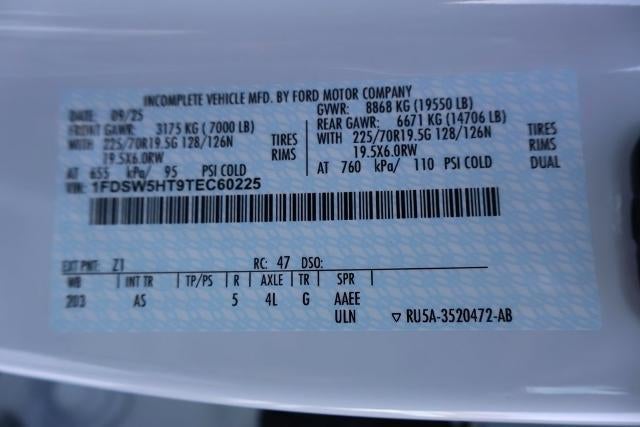 INCOMPLETE VEHICLE MFD. BY FORD MOTOR COMPANY
DATE: 09/25 GVWR: 8868 KG (19550 LB)
FRONT GAWR: 3175 KG (7000 LB) REAR GAWR: 6671 KG (14706 LB)
WITH 225/70R19.5G 128/126N TIRES WITH 225/70R19.5G 128/126N TIRES
19.5X6.0RW RIMS 19.5X6.0RW RIMS
AT 655 kPa/ 95 PSI COLD AT 760 kPa/ 110 PSI COLD DUAL
VIN: 1FDSW5HT9TEC60225
EXT PNT: Z1 RC: 47 DSO:
WB INT TR TP/PS R AXLE TR SPR
203 AS 5 4L G AAEE
ULN ▽ RU5A-3520472-AB